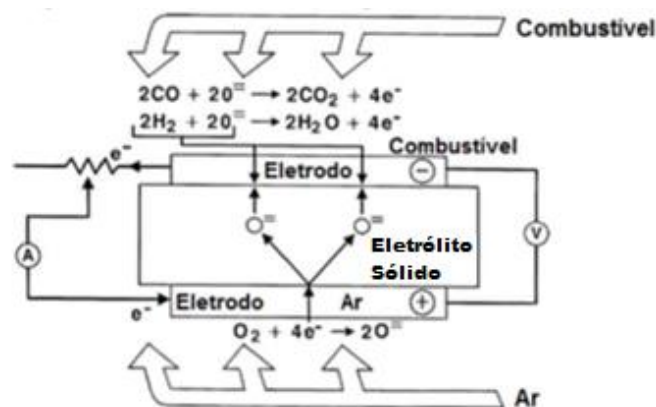 Combustível
2CO + 2O⁼ → 2CO₂ + 4e⁻
2H₂ + 2O⁼ → 2H₂O + 4e⁻
Combustível
e⁻
Eletrodo −
O⁼ O⁼
Eletrólito
Sólido
A
V
e⁻
Eletrodo Ar +
O₂ + 4e⁻ → 2O⁼
Ar